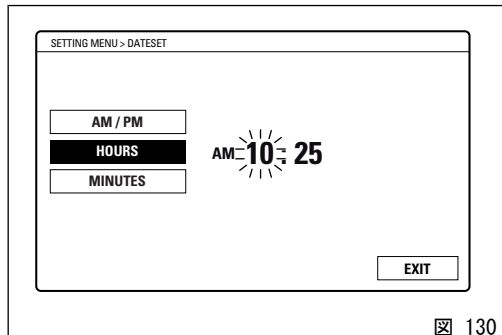 SETTING MENU > DATESET
AM / PM
HOURS
MINUTES
AM 10 : 25
EXIT
図 130